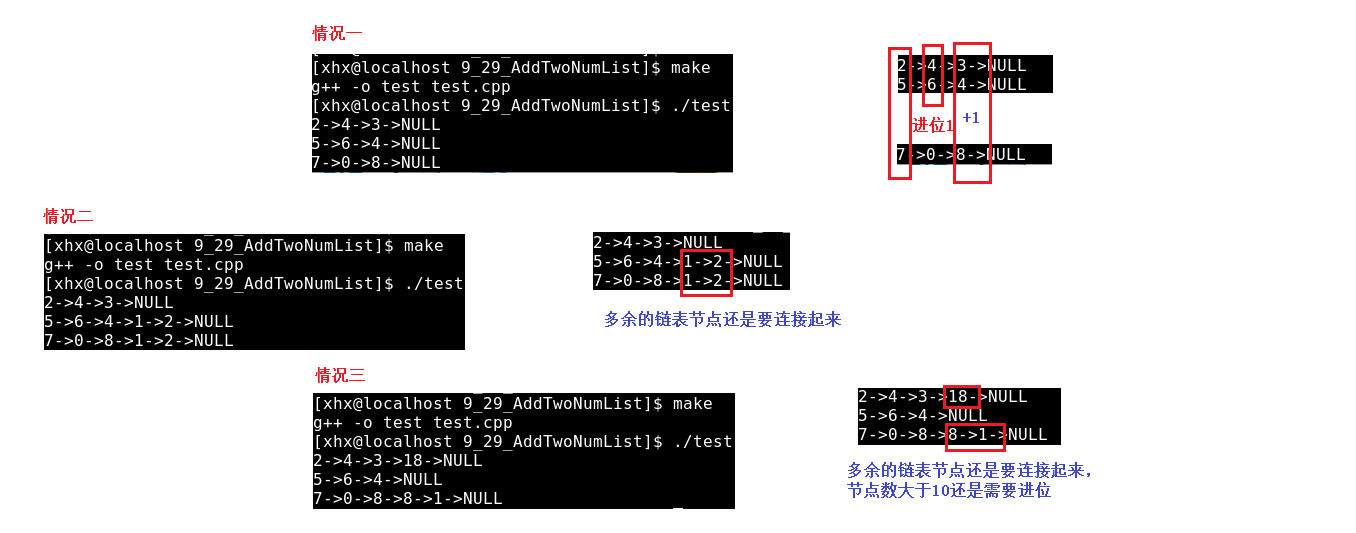 情况一
[xhx@localhost 9_29_AddTwoNumList]$ make
g++ -o test test.cpp
[xhx@localhost 9_29_AddTwoNumList]$ ./test
2->4->3->NULL
5->6->4->NULL
7->0->8->NULL
2->4->3->NULL
5->6->4->NULL
进位1
+1
7->0->8->NULL
情况二
[xhx@localhost 9_29_AddTwoNumList]$ make
g++ -o test test.cpp
[xhx@localhost 9_29_AddTwoNumList]$ ./test
2->4->3->NULL
5->6->4->1->2->NULL
7->0->8->1->2->NULL
2->4->3->NULL
5->6->4->1->2->NULL
7->0->8->1->2->NULL
多余的链表节点还是要连接起来
情况三
[xhx@localhost 9_29_AddTwoNumList]$ make
g++ -o test test.cpp
[xhx@localhost 9_29_AddTwoNumList]$ ./test
2->4->3->18->NULL
5->6->4->NULL
7->0->8->8->1->NULL
2->4->3->18->NULL
5->6->4->NULL
7->0->8->8->1->NULL
多余的链表节点还是要连接起来，
节点数大于10还是需要进位